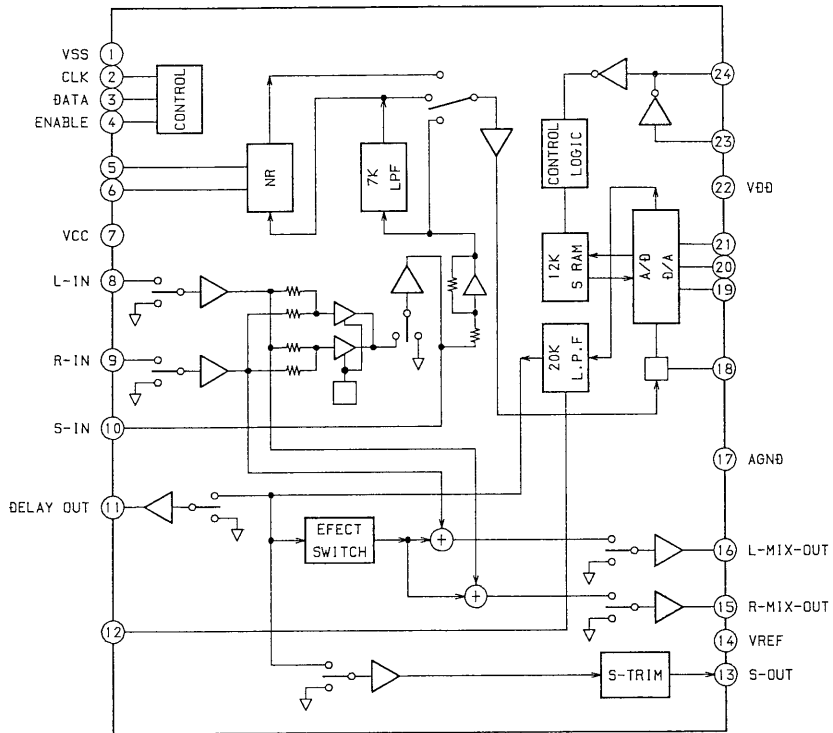 VSS 1
CLK 2
DATA 3
ENABLE 4
CONTROL
5
6
VCC 7
L-IN 8
R-IN 9
S-IN 10
DELAY OUT 11
12
NR
7K
LPF
CONTROL
LOGIC
12K
S RAM
A/D
D/A
20K
L.P.F
EFECT
SWITCH
+
+
S-TRIM
24
23
22 VDD
21
20
19
18
17 AGND
16 L-MIX-OUT
15 R-MIX-OUT
14 VREF
13 S-OUT